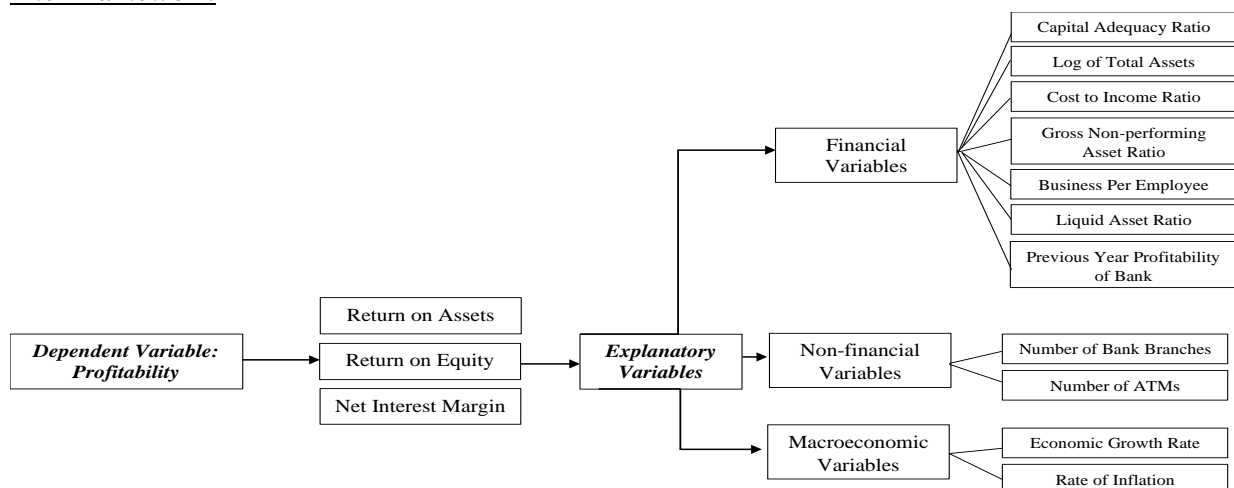 Capital Adequacy Ratio
Log of Total Assets
Cost to Income Ratio
Gross Non-performing
Asset Ratio
Business Per Employee
Liquid Asset Ratio
Previous Year Profitability
of Bank
Financial
Variables
Return on Assets
Return on Equity
Net Interest Margin
Dependent Variable:
Profitability
Explanatory
Variables
Non-financial
Variables
Number of Bank Branches
Number of ATMs
Macroeconomic
Variables
Economic Growth Rate
Rate of Inflation